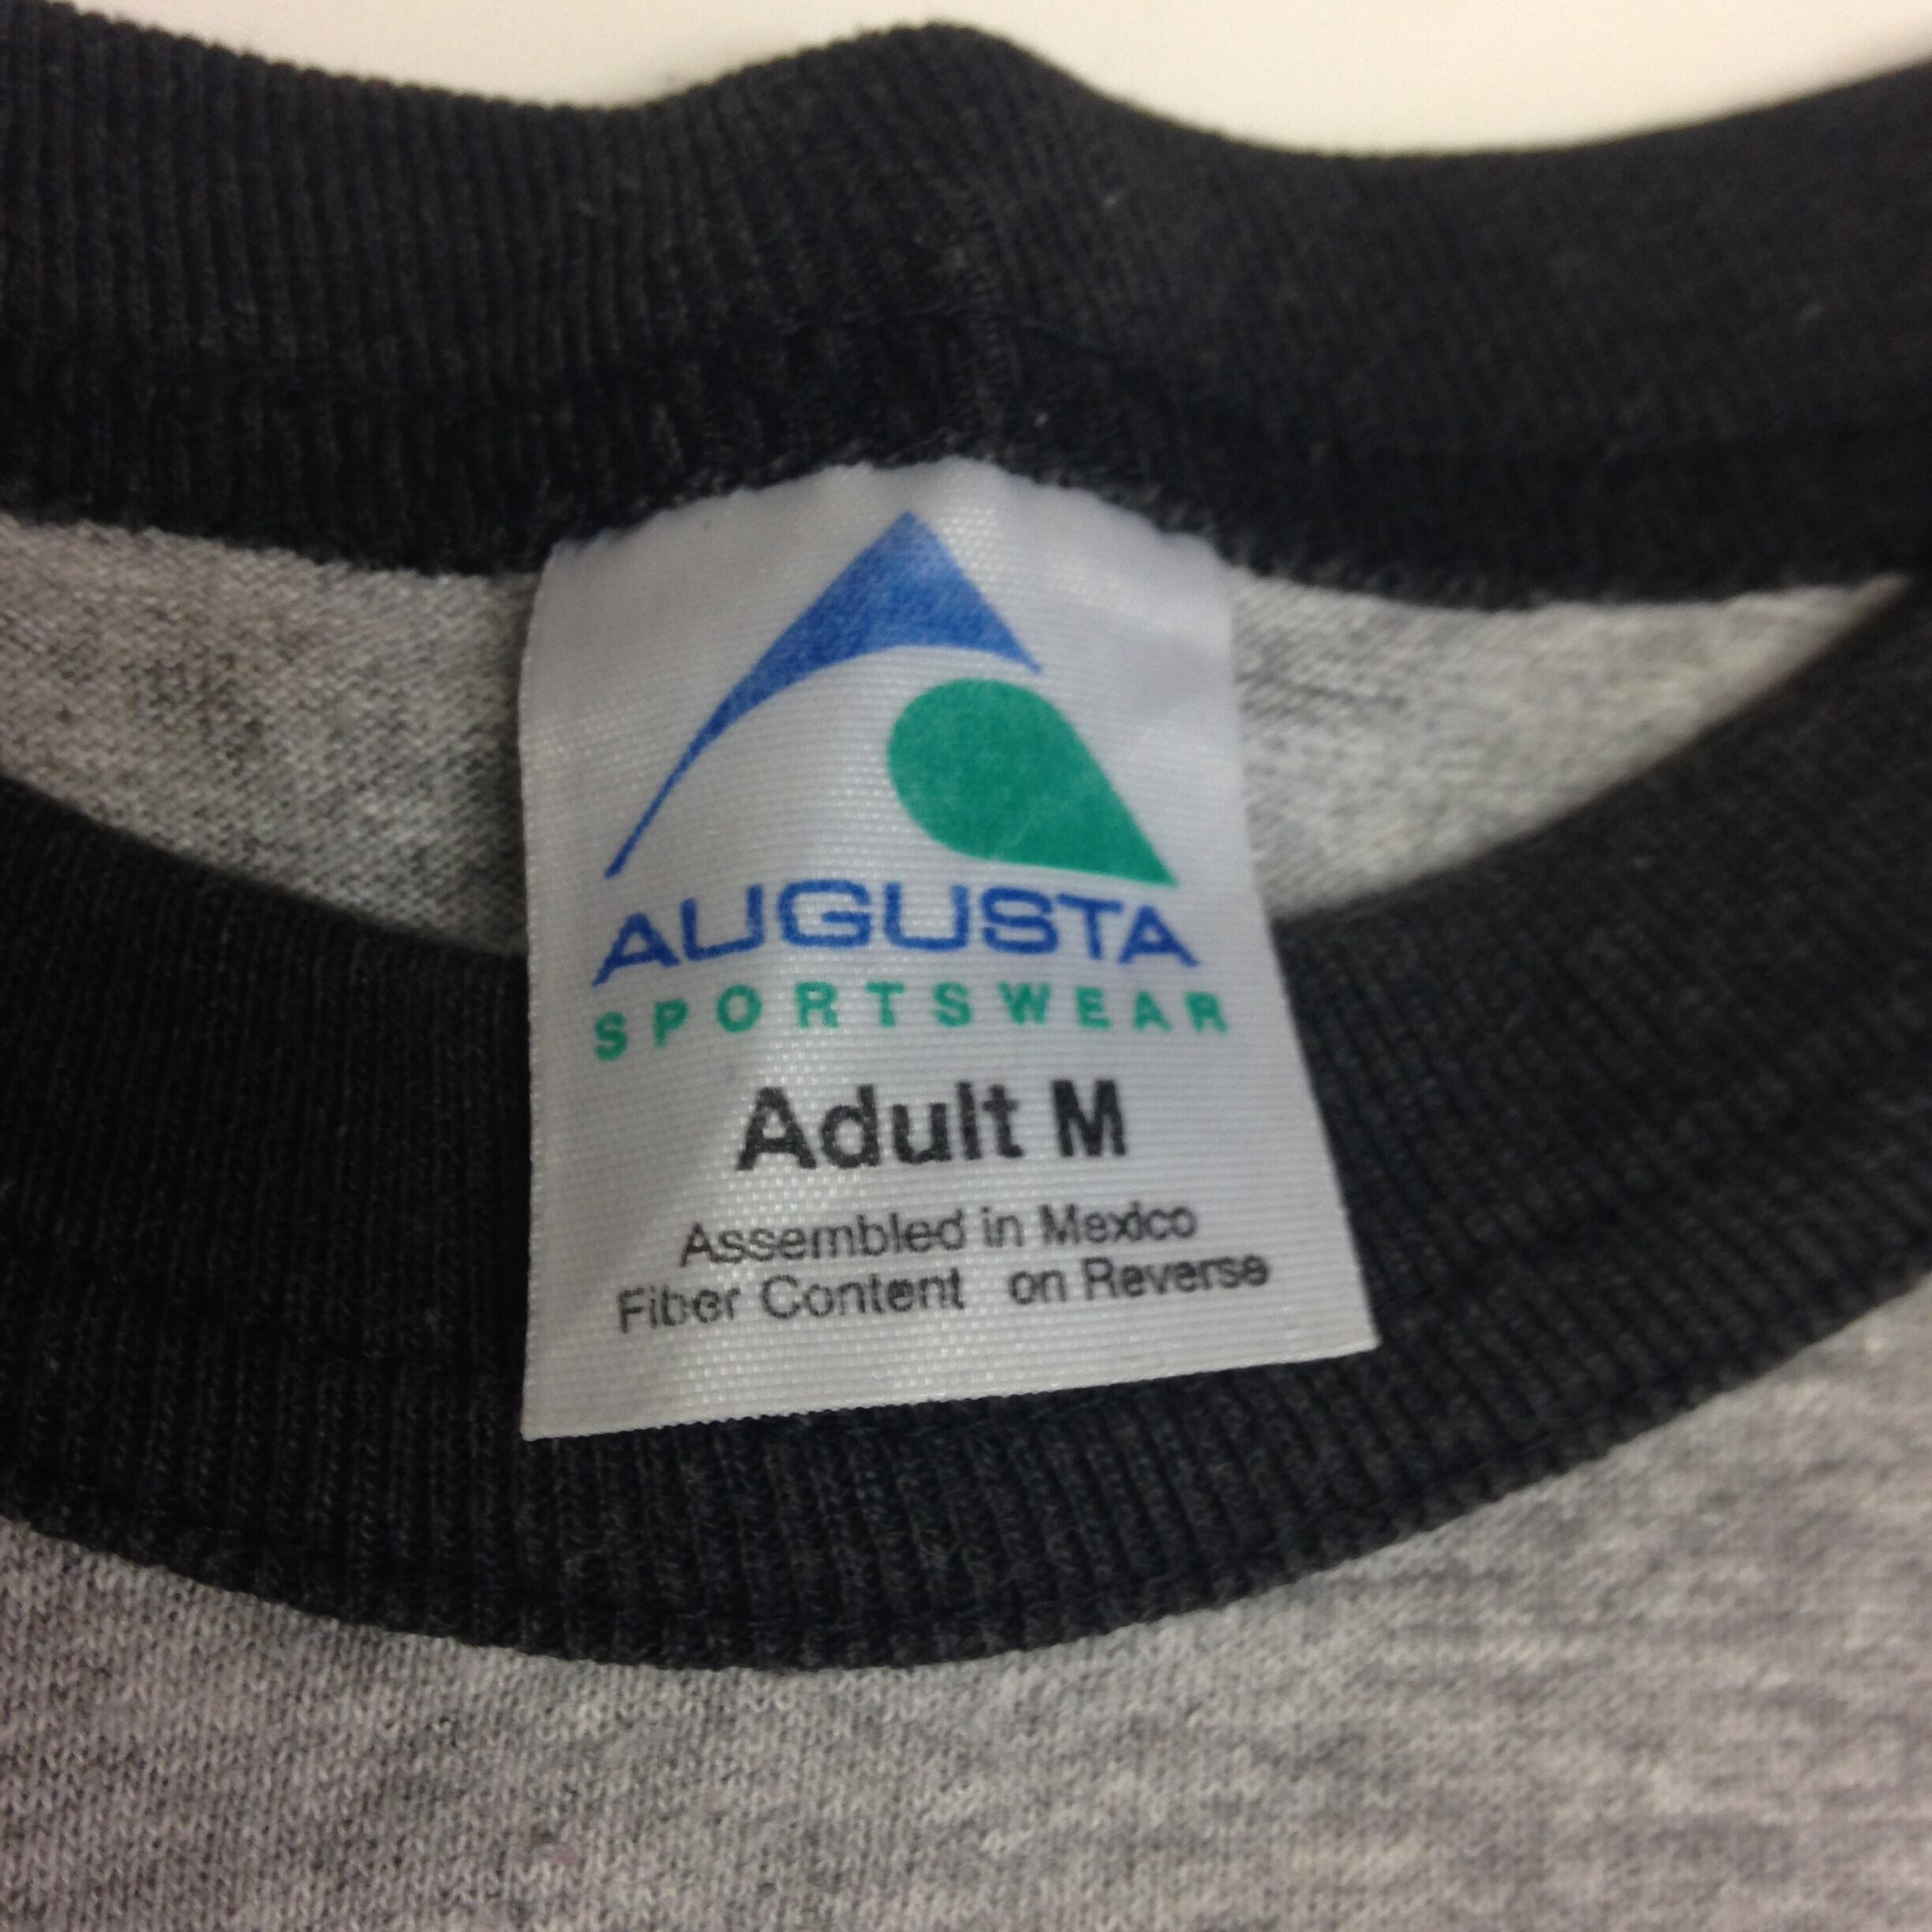 AUGUSTA
SPORTSWEAR
Adult M
Assembled in Mexico
Fiber Content on Reverse